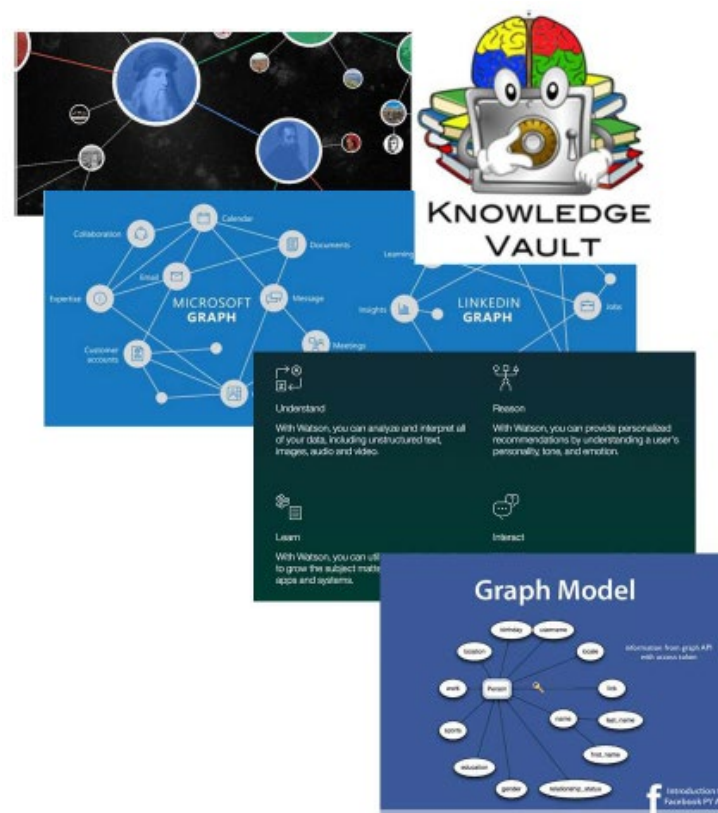 KNOWLEDGE
VAULT
Collaboration
Calendar
Documents
Email
Expertise
MICROSOFT
GRAPH
Message
Customer
accounts
Meetings
Learning
Insights
LINKEDIN
GRAPH
Jobs
Understand
With Watson, you can analyze and interpret all
of your data, including unstructured text,
images, audio and video.
Reason
With Watson, you can provide personalized
recommendations by understanding a user's
personality, tone, and emotion.
Learn
With Watson, you can
to grow the subject
apps and systems.
Interact
Graph Model
birthday
username
location
locale
information from graph API
with access token
work
Person
link
name
last_name
sports
first_name
education
gender
relationship_status
f
Introduction
Facebook PY